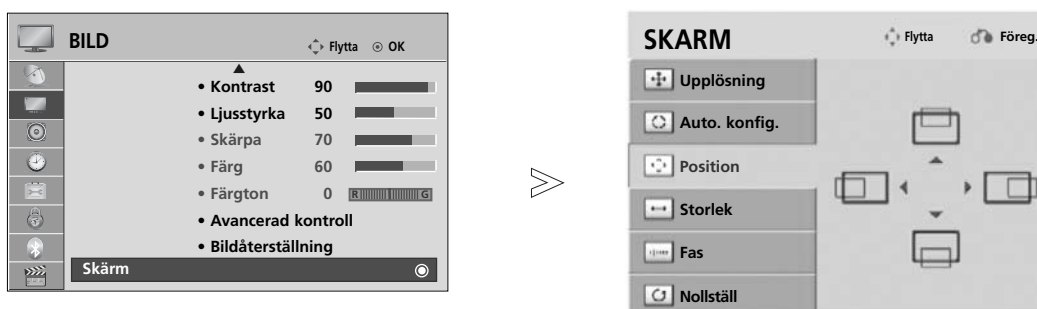 BILD
Flytta OK
• Kontrast 90
• Ljusstyrka 50
• Skärpa 70
• Färg 60
• Färgton 0 R G
• Avancerad kontroll
• Bildåterställning
Skärm
SKARM
Flytta Föreg.
Upplösning
Auto. konfig.
Position
Storlek
Fas
Nollställ